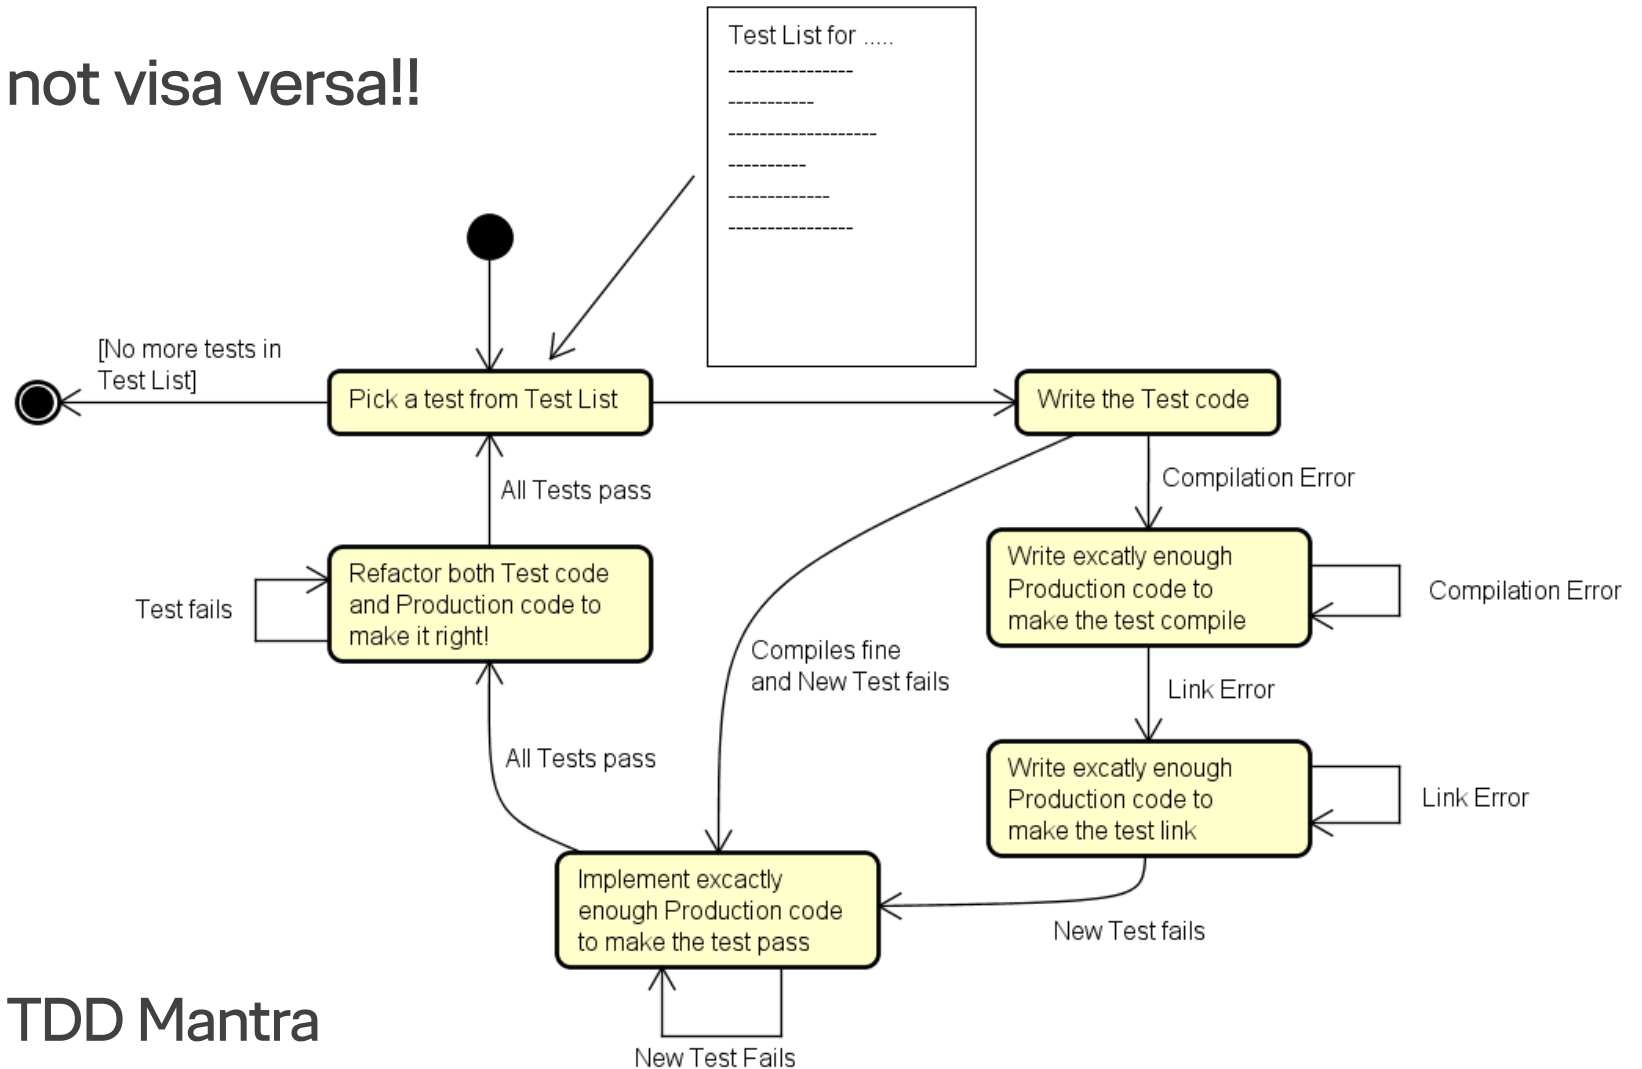 not visa versa!!
Test List for .....
----------------
-----------
-------------------
----------
-------------
----------------
[No more tests in
Test List]
Pick a test from Test List
Write the Test code
All Tests pass
Compilation Error
Refactor both Test code
and Production code to
make it right!
Test fails
Write excatly enough
Production code to
make the test compile
Compilation Error
Compiles fine
and New Test fails
Link Error
All Tests pass
Write excatly enough
Production code to
make the test link
Link Error
Implement excactly
enough Production code
to make the test pass
New Test fails
New Test Fails
TDD Mantra